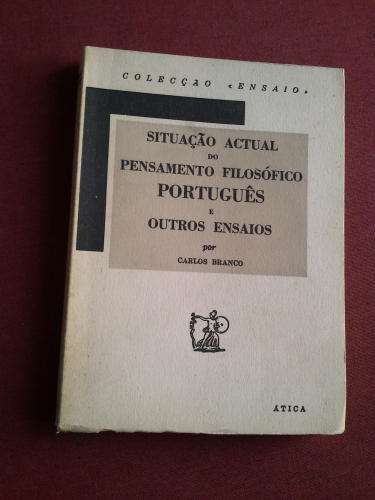 COLECÇÃO «ENSAIO»
SITUAÇÃO ACTUAL
DO
PENSAMENTO FILOSÓFICO
PORTUGUÊS
E
OUTROS ENSAIOS
por
CARLOS BRANCO
ÁTICA